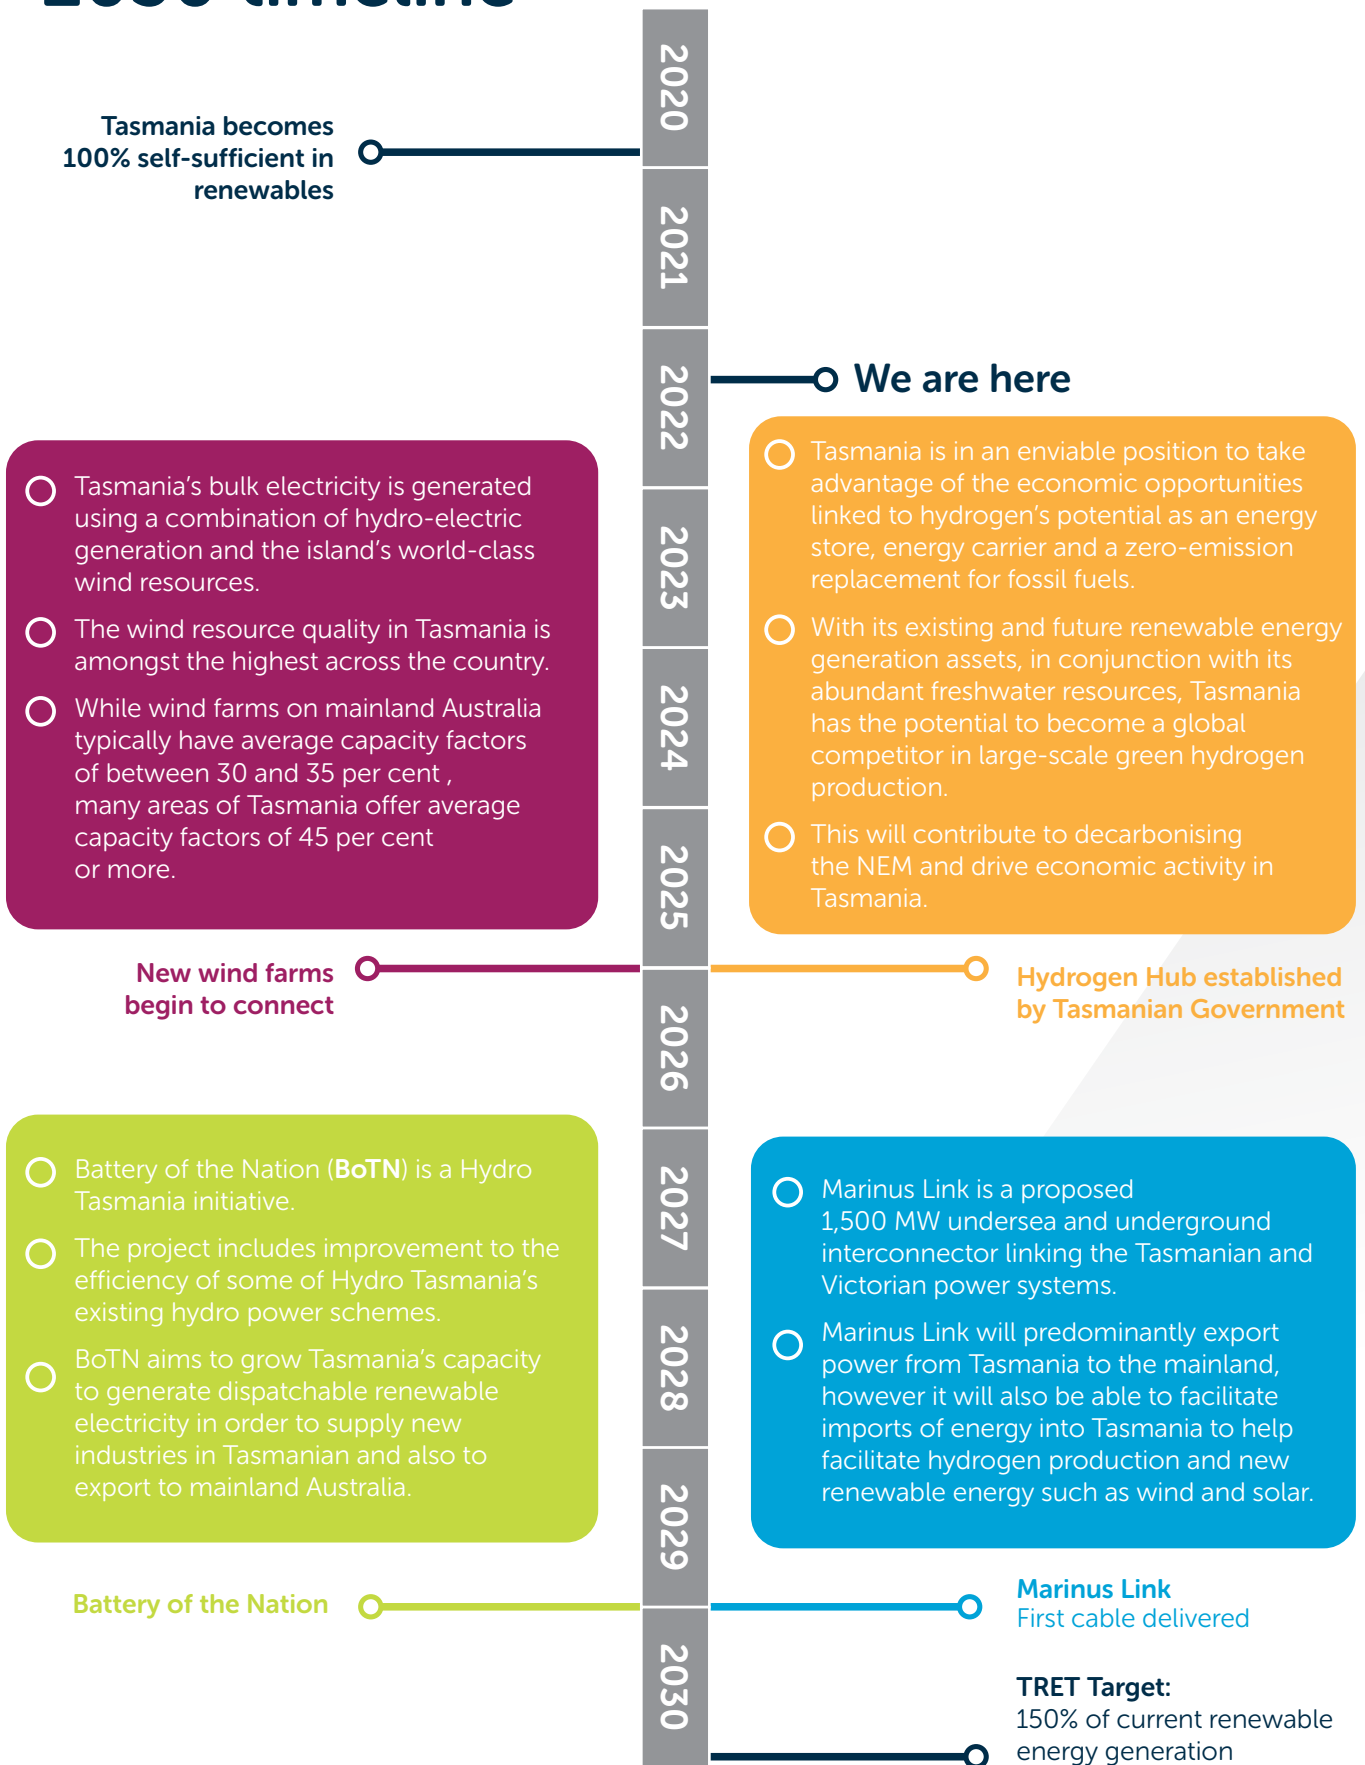 2030 timeline
2020
Tasmania becomes
100% self-sufficient in
renewables
2021
2022
We are here
Tasmania's bulk electricity is generated
using a combination of hydro-electric
generation and the island's world-class
wind resources.
The wind resource quality in Tasmania is
amongst the highest across the country.
While wind farms on mainland Australia
typically have average capacity factors
of between 30 and 35 per cent ,
many areas of Tasmania offer average
capacity factors of 45 per cent
or more.
Tasmania is in an enviable position to take
advantage of the economic opportunities
linked to hydrogen's potential as an energy
store, energy carrier and a zero-emission
replacement for fossil fuels.
With its existing and future renewable energy
generation assets, in conjunction with its
abundant freshwater resources, Tasmania
has the potential to become a global
competitor in large-scale green hydrogen
production.
This will contribute to decarbonising
the NEM and drive economic activity in
Tasmania.
2023
2024
2025
New wind farms
begin to connect
Hydrogen Hub established
by Tasmanian Government
2026
Battery of the Nation (BoTN) is a Hydro
Tasmania initiative.
The project includes improvement to the
efficiency of some of Hydro Tasmania's
existing hydro power schemes.
BoTN aims to grow Tasmania's capacity
to generate dispatchable renewable
electricity in order to supply new
industries in Tasmanian and also to
export to mainland Australia.
Marinus Link is a proposed
1,500 MW undersea and underground
interconnector linking the Tasmanian and
Victorian power systems.
Marinus Link will predominantly export
power from Tasmania to the mainland,
however it will also be able to facilitate
imports of energy into Tasmania to help
facilitate hydrogen production and new
renewable energy such as wind and solar.
2027
2028
2029
Battery of the Nation
Marinus Link
First cable delivered
2030
TRET Target:
150% of current renewable
energy generation